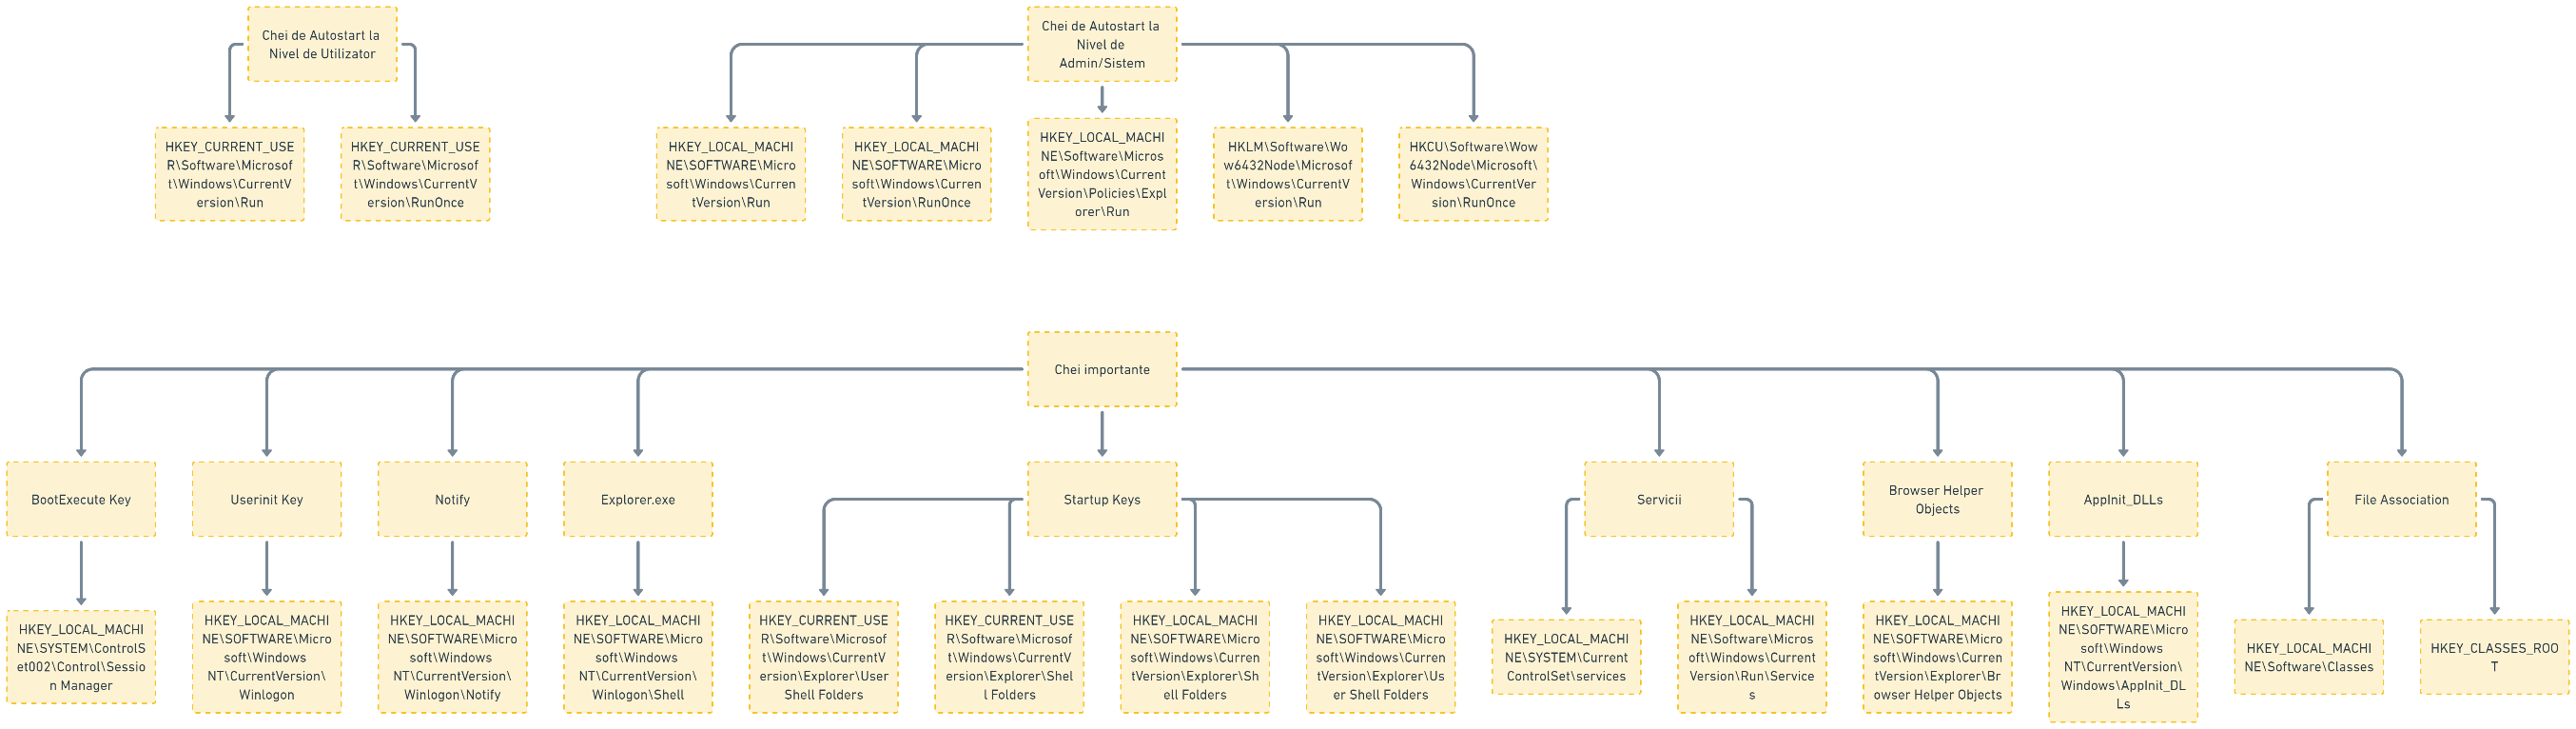 Chei de Autostart la
Nivel de Utilizator
HKEY_CURRENT_USE
R\Software\Microsof
t\Windows\CurrentV
ersion\Run
HKEY_CURRENT_USE
R\Software\Microsof
t\Windows\CurrentV
ersion\RunOnce
Chei de Autostart la
Nivel de
Admin/Sistem
HKEY_LOCAL_MACHI
NE\SOFTWARE\Micro
soft\Windows\Curren
tVersion\Run
HKEY_LOCAL_MACHI
NE\SOFTWARE\Micro
soft\Windows\Curren
tVersion\RunOnce
HKEY_LOCAL_MACHI
NE\Software\Micros
oft\Windows\Current
Version\Policies\Expl
orer\Run
HKLM\Software\Wo
w6432Node\Microsof
t\Windows\CurrentV
ersion\Run
HKCU\Software\Wow
6432Node\Microsoft\
Windows\CurrentVer
sion\RunOnce
Chei importante
BootExecute Key
HKEY_LOCAL_MACHI
NE\SYSTEM\ControlS
et002\Control\Sessio
n Manager
Userinit Key
HKEY_LOCAL_MACHI
NE\SOFTWARE\Micro
soft\Windows
NT\CurrentVersion\
Winlogon
Notify
HKEY_LOCAL_MACHI
NE\SOFTWARE\Micro
soft\Windows
NT\CurrentVersion\
Winlogon\Notify
Explorer.exe
HKEY_LOCAL_MACHI
NE\SOFTWARE\Micro
soft\Windows
NT\CurrentVersion\
Winlogon\Shell
Startup Keys
HKEY_CURRENT_USE
R\Software\Microsof
t\Windows\CurrentV
ersion\Explorer\User
Shell Folders
HKEY_CURRENT_USE
R\Software\Microsof
t\Windows\CurrentV
ersion\Explorer\Shel
l Folders
HKEY_LOCAL_MACHI
NE\SOFTWARE\Micro
soft\Windows\Curren
tVersion\Explorer\Sh
ell Folders
HKEY_LOCAL_MACHI
NE\SOFTWARE\Micro
soft\Windows\Curren
tVersion\Explorer\Us
er Shell Folders
Servicii
HKEY_LOCAL_MACHI
NE\SYSTEM\Current
ControlSet\services
HKEY_LOCAL_MACHI
NE\Software\Micros
oft\Windows\Current
Version\Run\Service
s
Browser Helper
Objects
HKEY_LOCAL_MACHI
NE\SOFTWARE\Micro
soft\Windows\Curren
tVersion\Explorer\Br
owser Helper Objects
AppInit_DLLs
HKEY_LOCAL_MACHI
NE\SOFTWARE\Micro
soft\Windows
NT\CurrentVersion\
Windows\AppInit_DL
Ls
File Association
HKEY_LOCAL_MACHI
NE\Software\Classes
HKEY_CLASSES_ROO
T